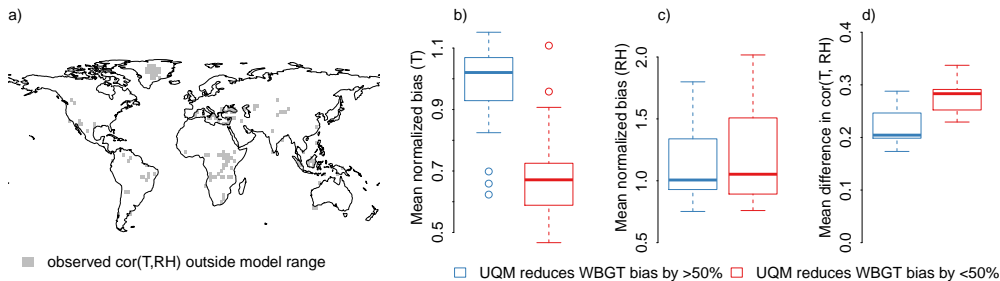 a)
observed cor(T,RH) outside model range
b)
Mean normalized bias (T)
0.5 0.7 0.9 1.1
c)
Mean normalized bias (RH)
0.5 1.0 1.5 2.0
d)
Mean difference in cor(T, RH)
0.0 0.1 0.2 0.3 0.4
UQM reduces WBGT bias by >50%
UQM reduces WBGT bias by <50%